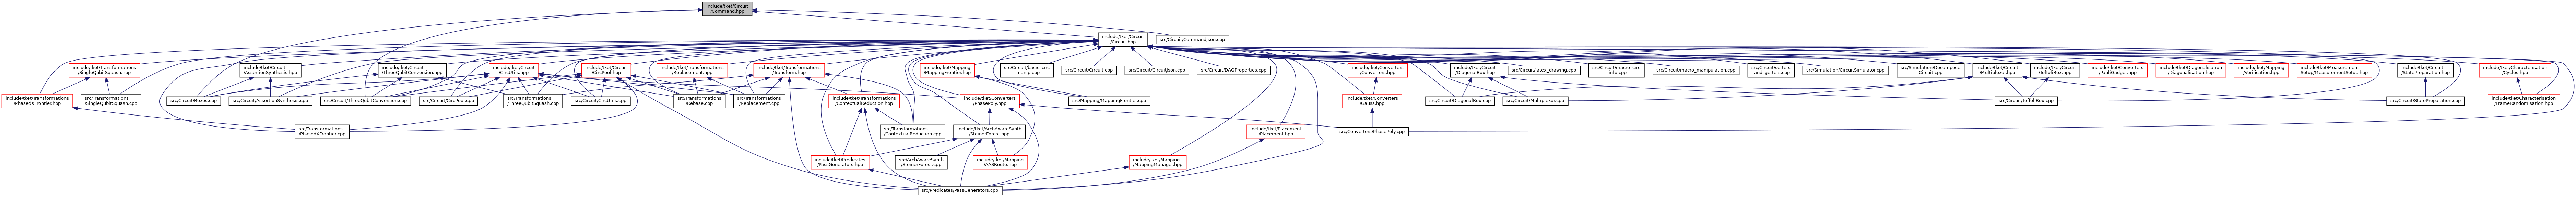 include/tket/Circuit
/Command.hpp
include/tket/Circuit
/Circuit.hpp
src/Circuit/CommandJson.cpp
include/tket/Transformations
/SingleQubitSquash.hpp
include/tket/Circuit
/AssertionSynthesis.hpp
include/tket/Circuit
/ThreeQubitConversion.hpp
include/tket/Circuit
/CircUtils.hpp
include/tket/Circuit
/CircPool.hpp
include/tket/Transformations
/Replacement.hpp
include/tket/Transformations
/Transform.hpp
include/tket/Mapping
/MappingFrontier.hpp
src/Circuit/basic_circ
_manip.cpp
src/Circuit/Circuit.cpp
src/Circuit/CircuitJson.cpp
src/Circuit/DAGProperties.cpp
include/tket/Converters
/Converters.hpp
include/tket/Circuit
/DiagonalBox.hpp
src/Circuit/latex_drawing.cpp
src/Circuit/macro_circ
_info.cpp
src/Circuit/macro_manipulation.cpp
src/Circuit/setters
_and_getters.cpp
src/Simulation/CircuitSimulator.cpp
src/Simulation/Decompose
Circuit.cpp
include/tket/Circuit
/Multiplexor.hpp
include/tket/Circuit
/ToffoliBox.hpp
include/tket/Converters
/PauliGadget.hpp
include/tket/Diagonalisation
/Diagonalisation.hpp
include/tket/Mapping
/Verification.hpp
include/tket/Measurement
Setup/MeasurementSetup.hpp
include/tket/Circuit
/StatePreparation.hpp
include/tket/Characterisation
/Cycles.hpp
include/tket/Transformations
/PhasedXFrontier.hpp
src/Transformations
/SingleQubitSquash.cpp
src/Circuit/Boxes.cpp
src/Circuit/AssertionSynthesis.cpp
src/Circuit/ThreeQubitConversion.cpp
src/Circuit/CircPool.cpp
src/Transformations
/ThreeQubitSquash.cpp
src/Circuit/CircUtils.cpp
src/Transformations
/Rebase.cpp
src/Transformations
/Replacement.cpp
include/tket/Transformations
/ContextualReduction.hpp
include/tket/Converters
/PhasePoly.hpp
src/Mapping/MappingFrontier.cpp
include/tket/Converters
/Gauss.hpp
src/Circuit/DiagonalBox.cpp
src/Circuit/Multiplexor.cpp
src/Circuit/ToffoliBox.cpp
src/Circuit/StatePreparation.cpp
include/tket/Characterisation
/FrameRandomisation.hpp
src/Transformations
/PhasedXFrontier.cpp
src/Transformations
/ContextualReduction.cpp
include/tket/ArchAwareSynth
/SteinerForest.hpp
include/tket/Placement
/Placement.hpp
src/Converters/PhasePoly.cpp
include/tket/Predicates
/PassGenerators.hpp
src/ArchAwareSynth
/SteinerForest.cpp
include/tket/Mapping
/AASRoute.hpp
include/tket/Mapping
/MappingManager.hpp
src/Predicates/PassGenerators.cpp